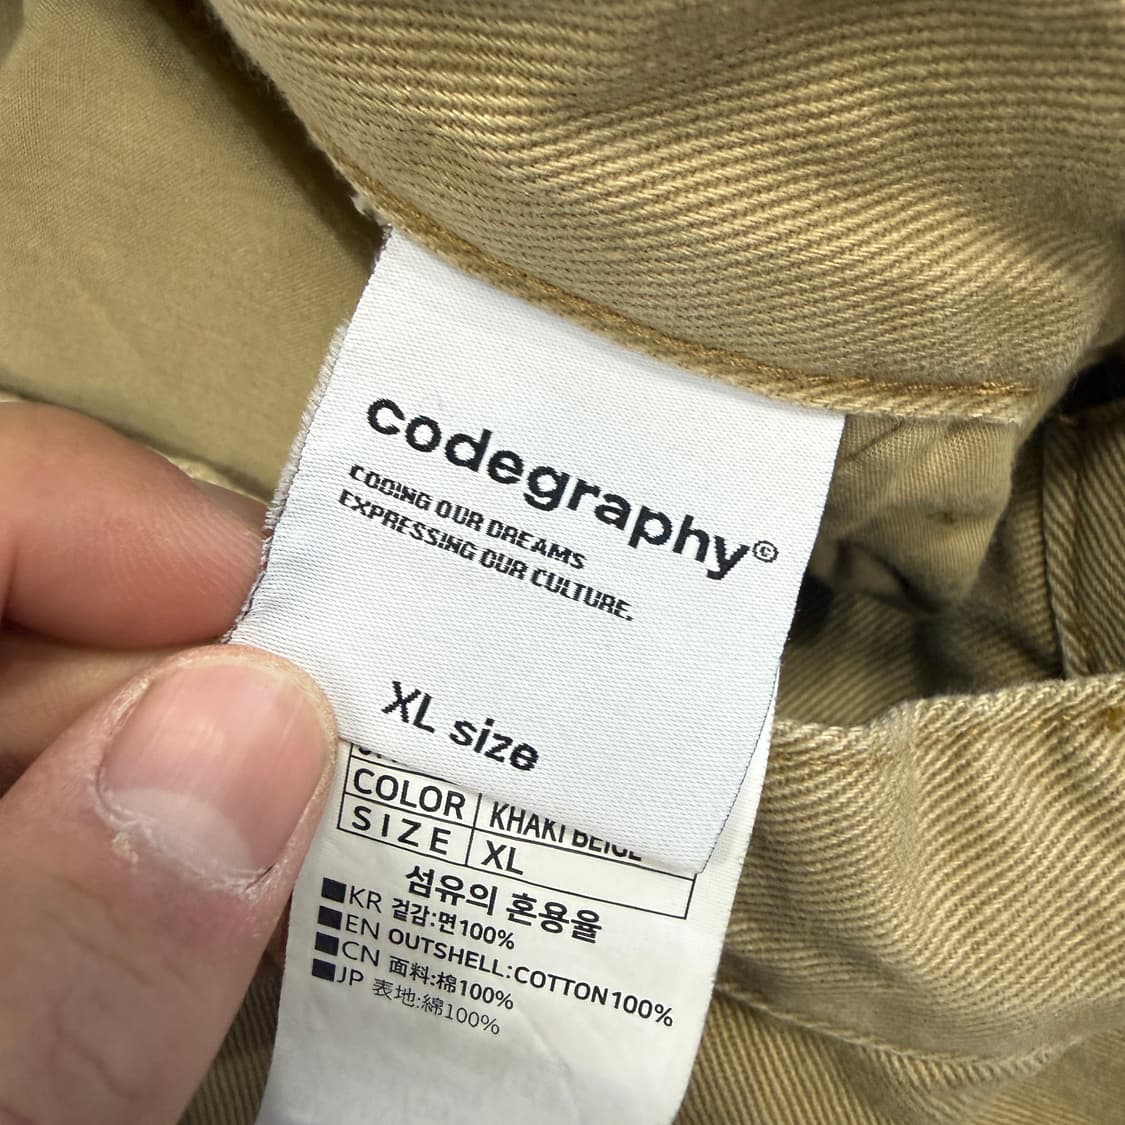 codegraphy©
CODING OUR DREAMS
EXPRESSING OUR CULTURE.
XL size
COLOR KHAKI BEIGE
SIZE XL
섬유의 혼용율
■KR 겉감:면100%
■EN OUTSHELL:COTTON100%
■CN 面料:棉100%
■JP 表地:綿100%